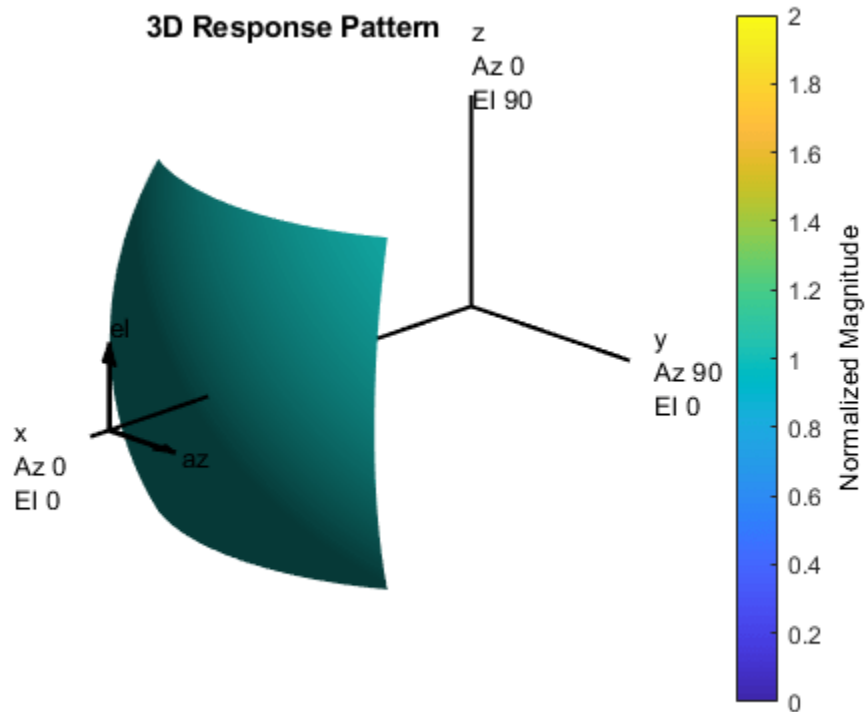 3D Response Pattern
z
Az 0
El 90
el
az
x
Az 0
El 0
y
Az 90
El 0
2
1.8
1.6
1.4
1.2
1
0.8
0.6
0.4
0.2
0
Normalized Magnitude